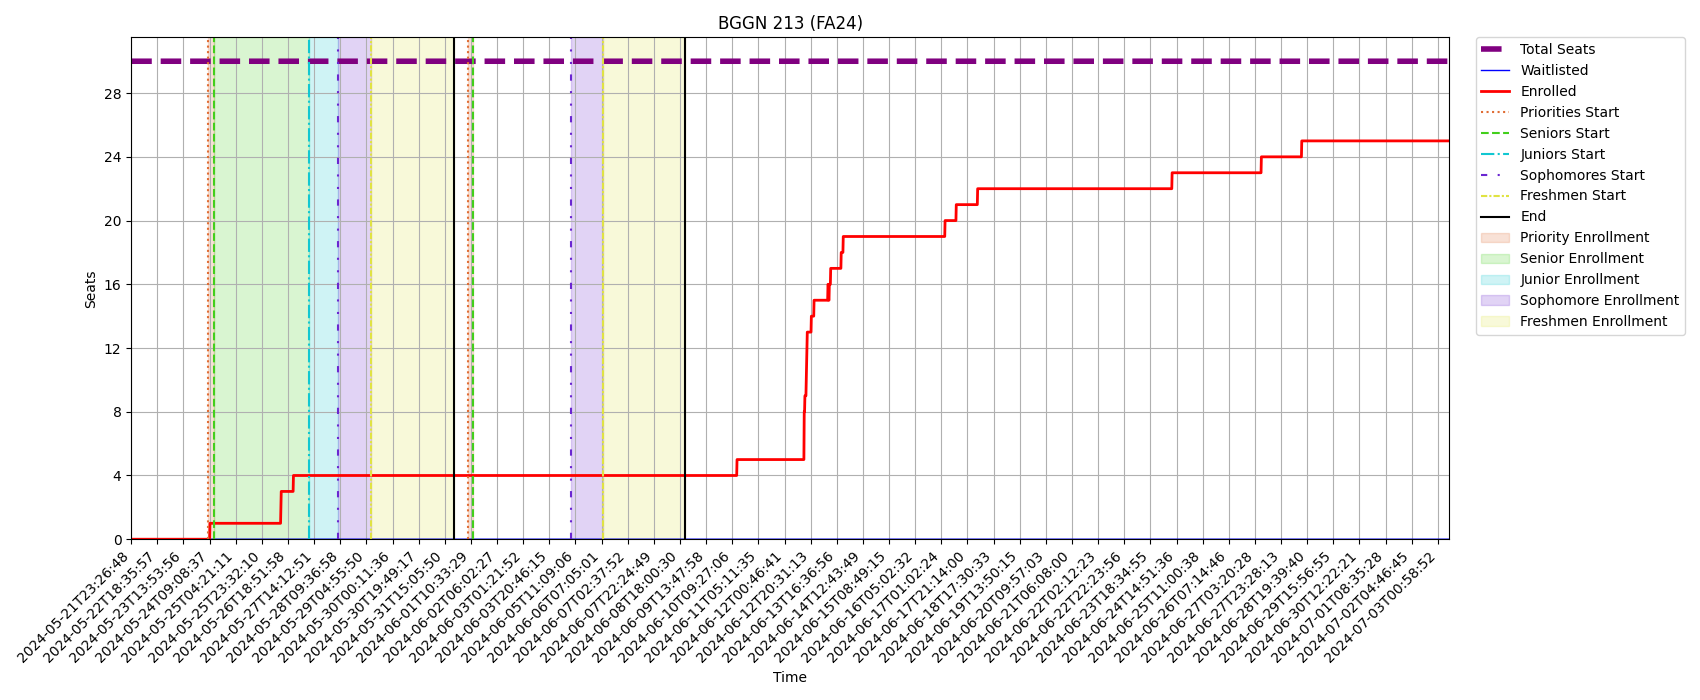 BGGN 213 (FA24)
Total Seats
Waitlisted
Enrolled
Priorities Start
Seniors Start
Juniors Start
Sophomores Start
Freshmen Start
End
Priority Enrollment
Senior Enrollment
Junior Enrollment
Sophomore Enrollment
Freshmen Enrollment
Seats
28
24
20
16
12
8
4
0
2024-05-21T23:26:48
2024-05-22T18:35:57
2024-05-23T13:53:56
2024-05-24T09:08:37
2024-05-25T04:21:11
2024-05-25T23:32:10
2024-05-26T18:51:58
2024-05-27T14:12:51
2024-05-28T09:36:58
2024-05-29T04:55:50
2024-05-30T00:11:36
2024-05-30T19:49:17
2024-05-31T15:05:50
2024-06-01T10:33:29
2024-06-02T06:02:27
2024-06-03T01:21:52
2024-06-03T20:46:15
2024-06-05T11:09:06
2024-06-06T07:05:01
2024-06-07T02:37:52
2024-06-07T22:24:49
2024-06-08T18:00:30
2024-06-09T13:47:58
2024-06-10T09:27:06
2024-06-11T05:11:35
2024-06-12T00:46:41
2024-06-12T20:31:13
2024-06-13T16:36:56
2024-06-14T12:43:49
2024-06-15T08:49:15
2024-06-16T05:02:32
2024-06-17T01:02:24
2024-06-17T21:14:00
2024-06-18T17:30:33
2024-06-19T13:50:15
2024-06-20T09:57:03
2024-06-21T06:08:00
2024-06-22T02:12:23
2024-06-22T22:23:56
2024-06-23T18:34:55
2024-06-24T14:51:36
2024-06-25T11:00:38
2024-06-26T07:14:46
2024-06-27T03:20:28
2024-06-27T23:28:13
2024-06-28T19:39:40
2024-06-29T15:56:55
2024-06-30T12:22:21
2024-07-01T08:35:28
2024-07-02T04:46:45
2024-07-03T00:58:52
Time